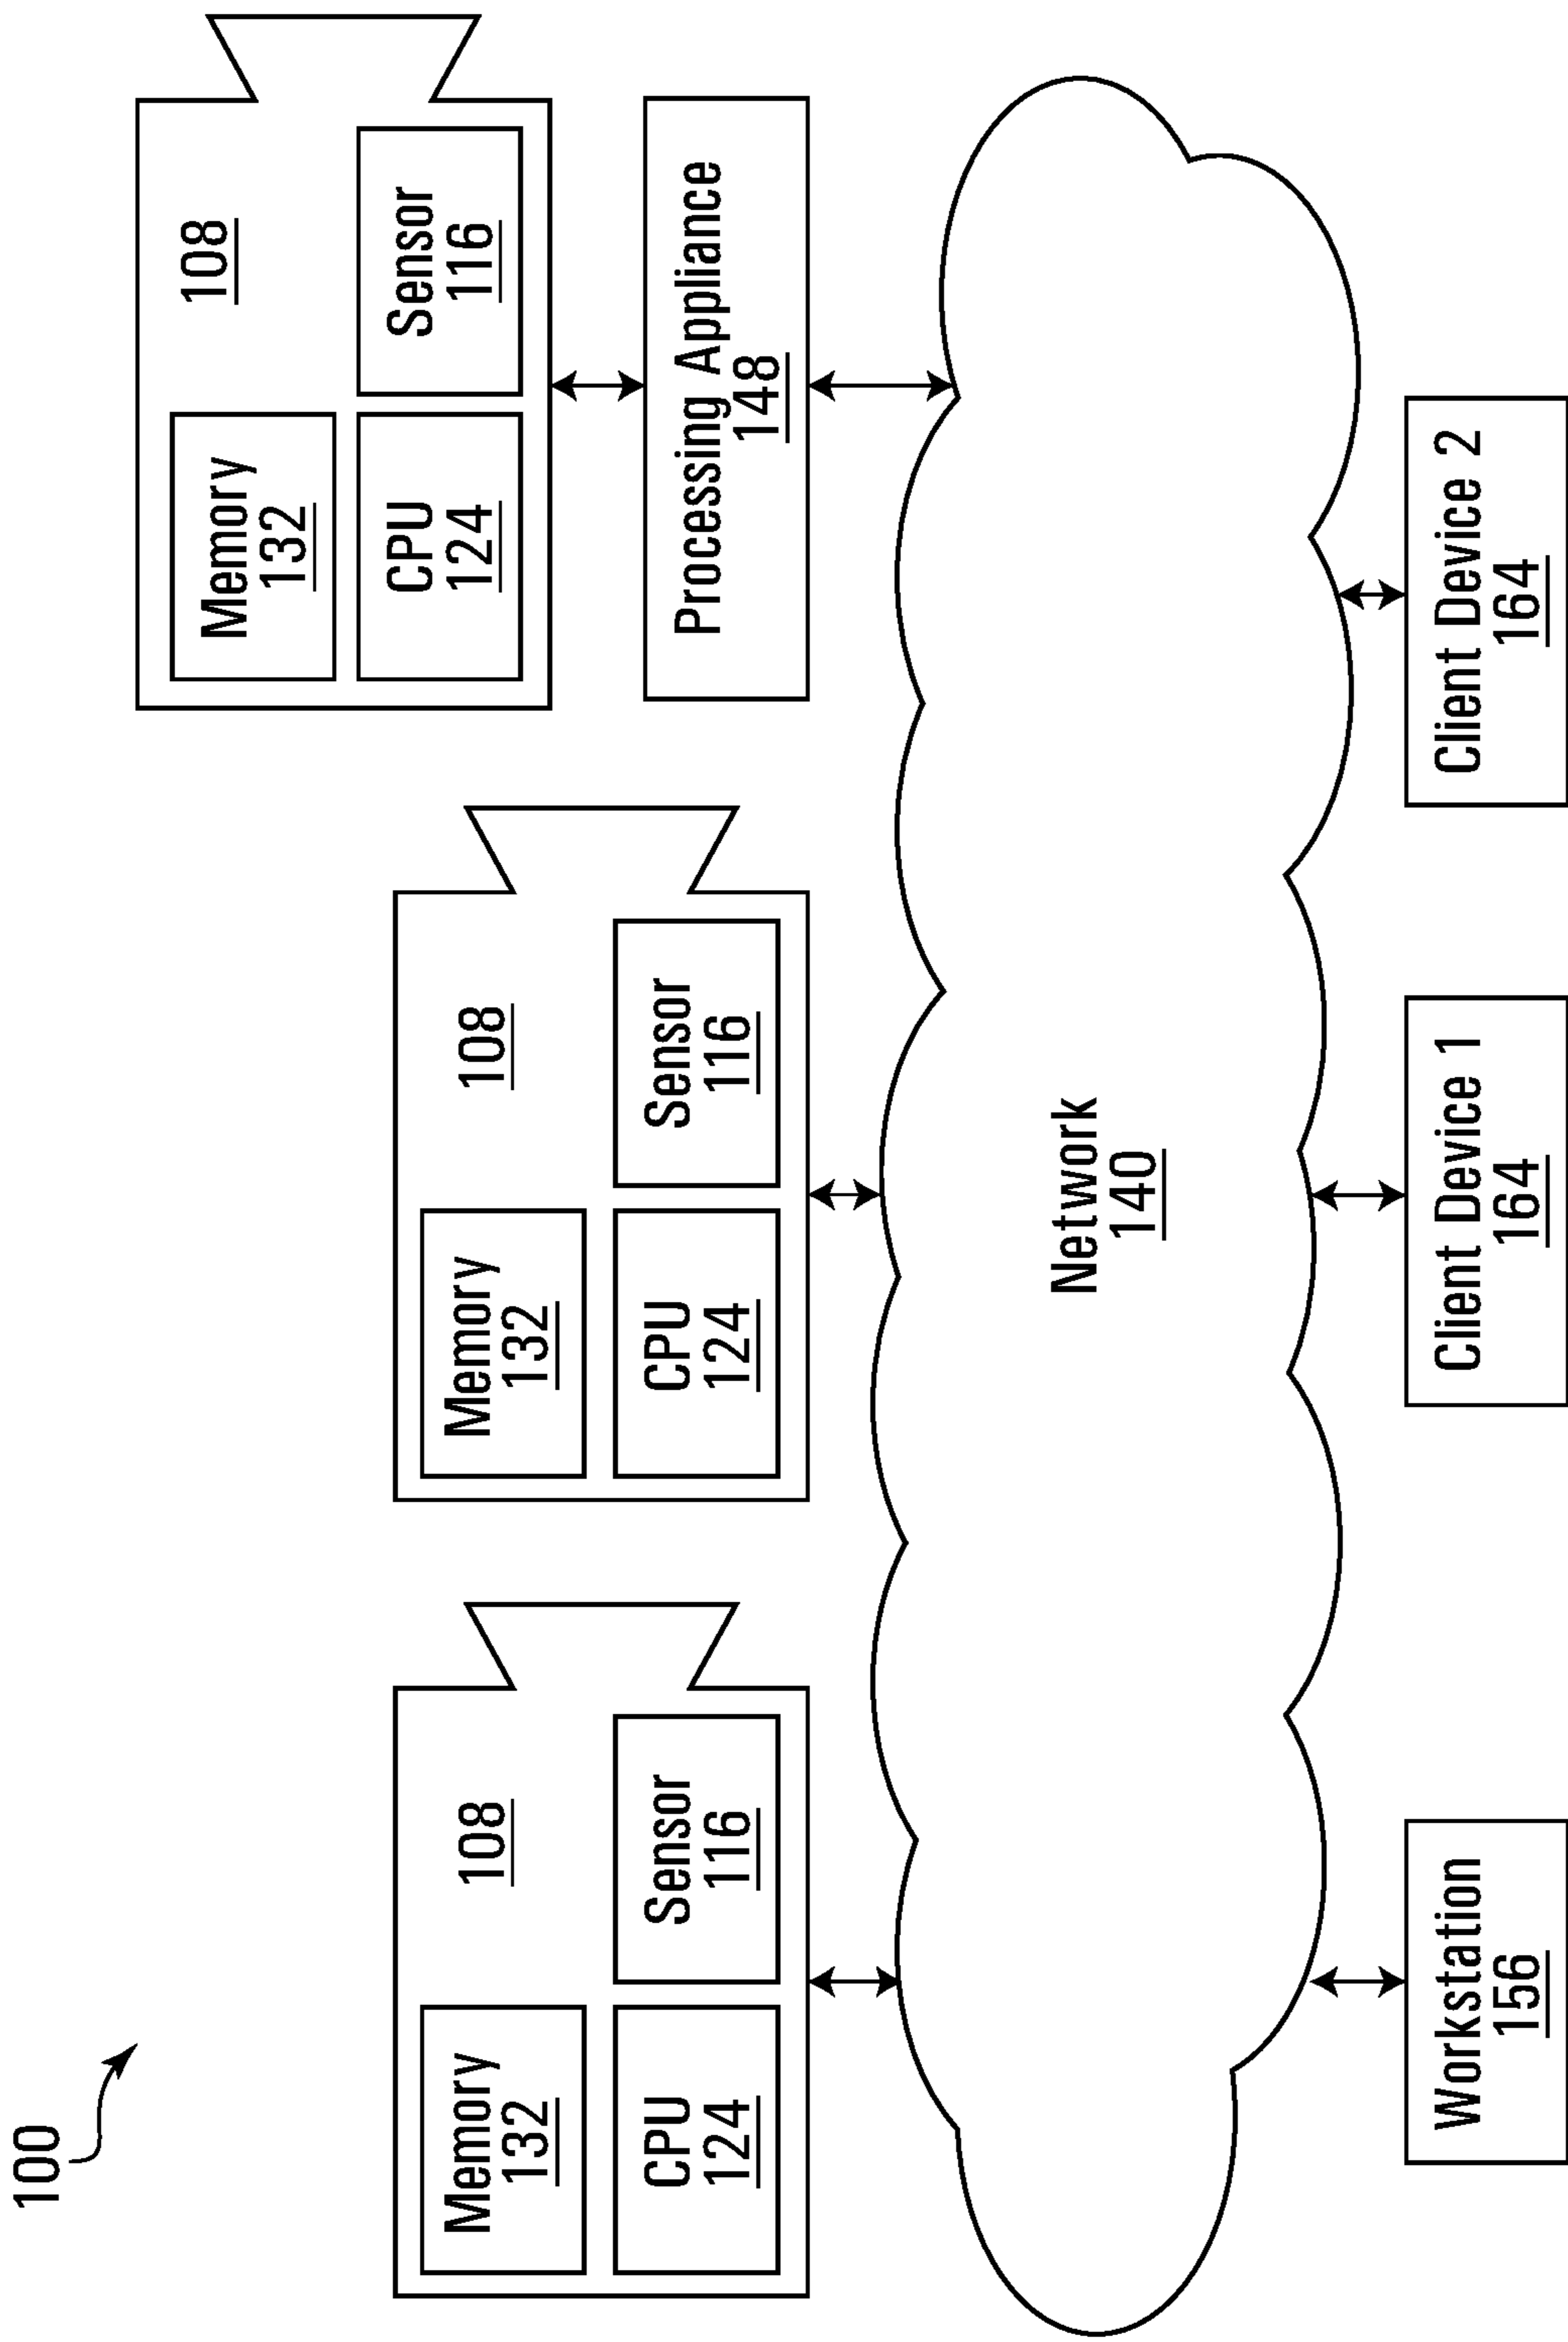 100
108
Memory
132
CPU
124
Sensor
116
108
Memory
132
CPU
124
Sensor
116
108
Memory
132
CPU
124
Sensor
116
Processing Appliance
148
Network
140
Workstation
156
Client Device 1
164
Client Device 2
164